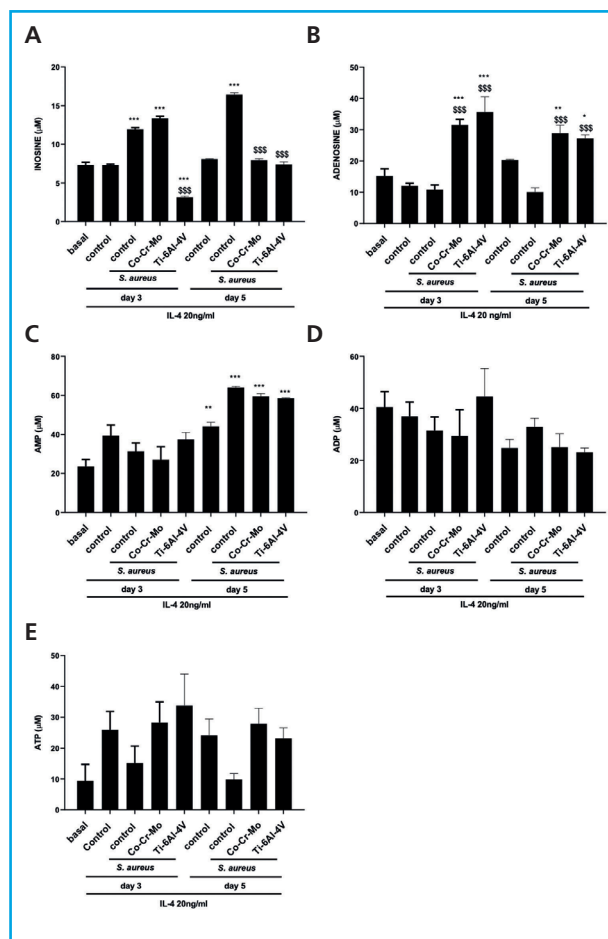 A
B
INOSINE (μM)
20
15
10
5
0
***
***
***
$$$
***
$$$
$$$
basal
control
control
Co-Cr-Mo
Ti-6Al-4V
control
control
Co-Cr-Mo
Ti-6Al-4V
S. aureus
S. aureus
day 3
day 5
IL-4 20ng/ml
ADENOSINE (μM)
50
40
30
20
10
0
***
$$$
***
$$$
**
$$$
*
$$$
basal
control
control
Co-Cr-Mo
Ti-6Al-4V
control
control
Co-Cr-Mo
Ti-6Al-4V
S. aureus
S. aureus
day 3
day 5
IL-4 20 ng/ml
C
D
AMP (μM)
80
60
40
20
0
**
***
***
***
basal
control
control
Co-Cr-Mo
Ti-6Al-4V
control
control
Co-Cr-Mo
Ti-6Al-4V
S. aureus
S. aureus
day 3
day 5
IL-4 20ng/ml
ADP (μM)
60
40
20
0
basal
control
control
Co-Cr-Mo
Ti-6Al-4V
control
control
Co-Cr-Mo
Ti-6Al-4V
S. aureus
S. aureus
day 3
day 5
IL-4 20ng/ml
E
ATP (μM)
50
40
30
20
10
0
basal
Control
control
Co-Cr-Mo
Ti-6Al-4V
control
control
Co-Cr-Mo
Ti-6Al-4V
S. aureus
S. aureus
day 3
day 5
IL-4 20ng/ml